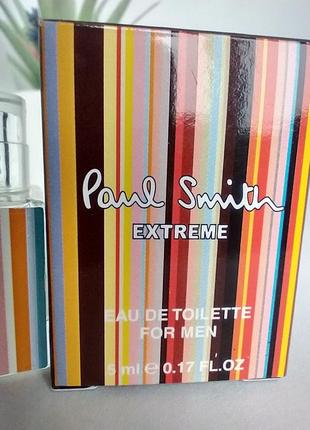 Paul Smith
EXTREME
EAU DE TOILETTE
FOR MEN
5 ml e 0.17 FL.OZ